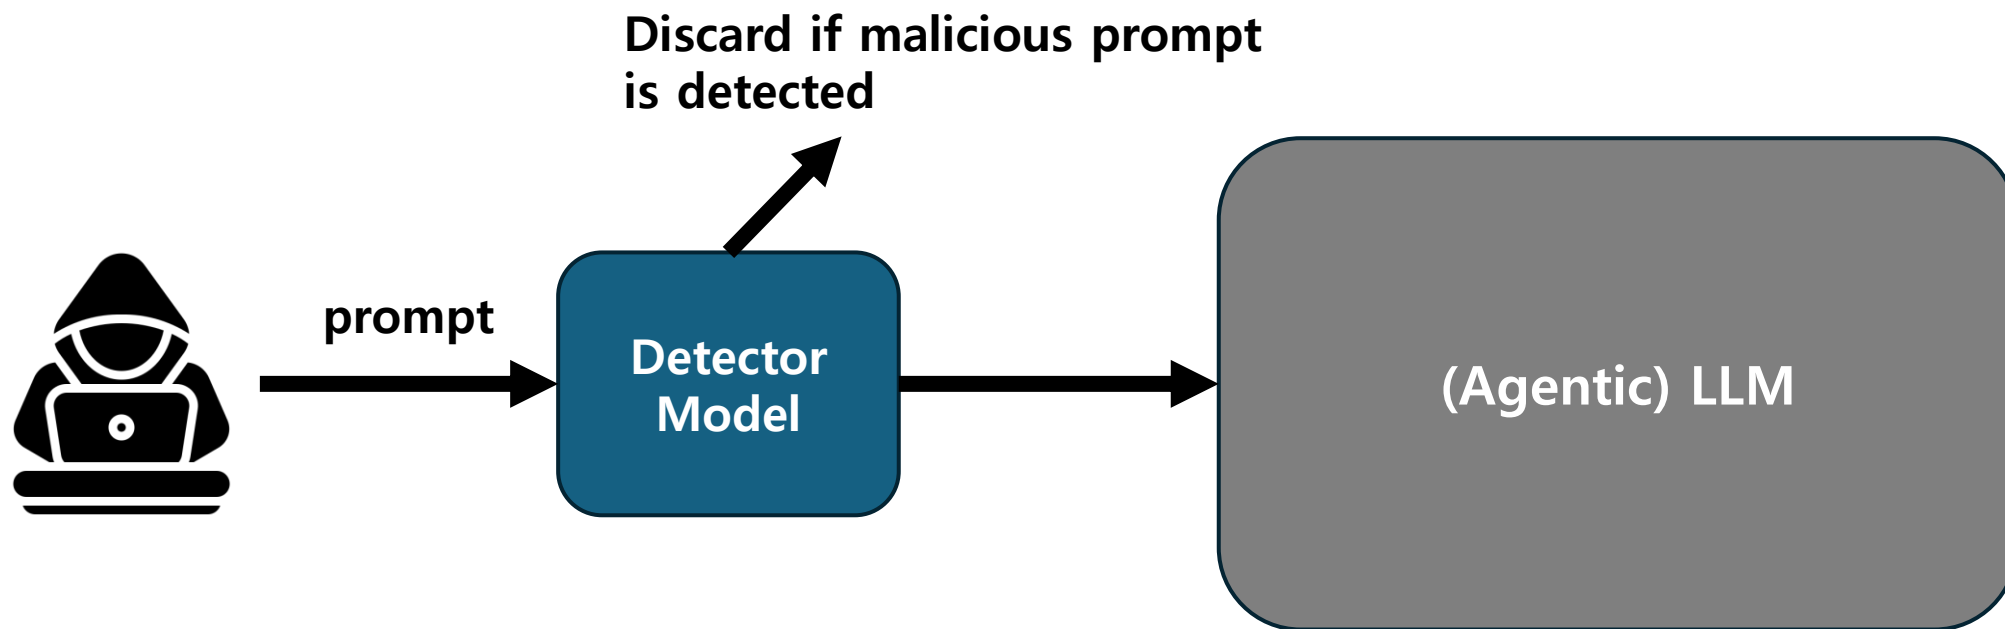 Discard if malicious prompt
is detected
prompt
Detector
Model
(Agentic) LLM